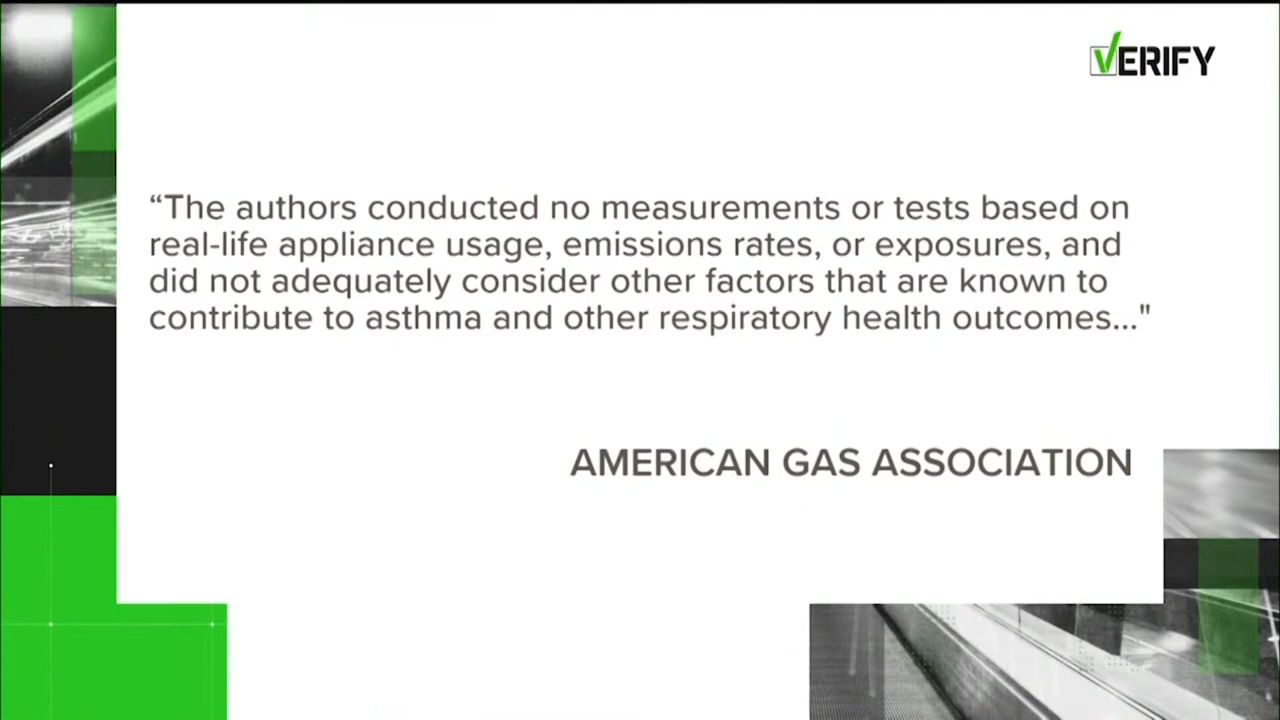 VERIFY
“The authors conducted no measurements or tests based on
real-life appliance usage, emissions rates, or exposures, and
did not adequately consider other factors that are known to
contribute to asthma and other respiratory health outcomes..."
AMERICAN GAS ASSOCIATION